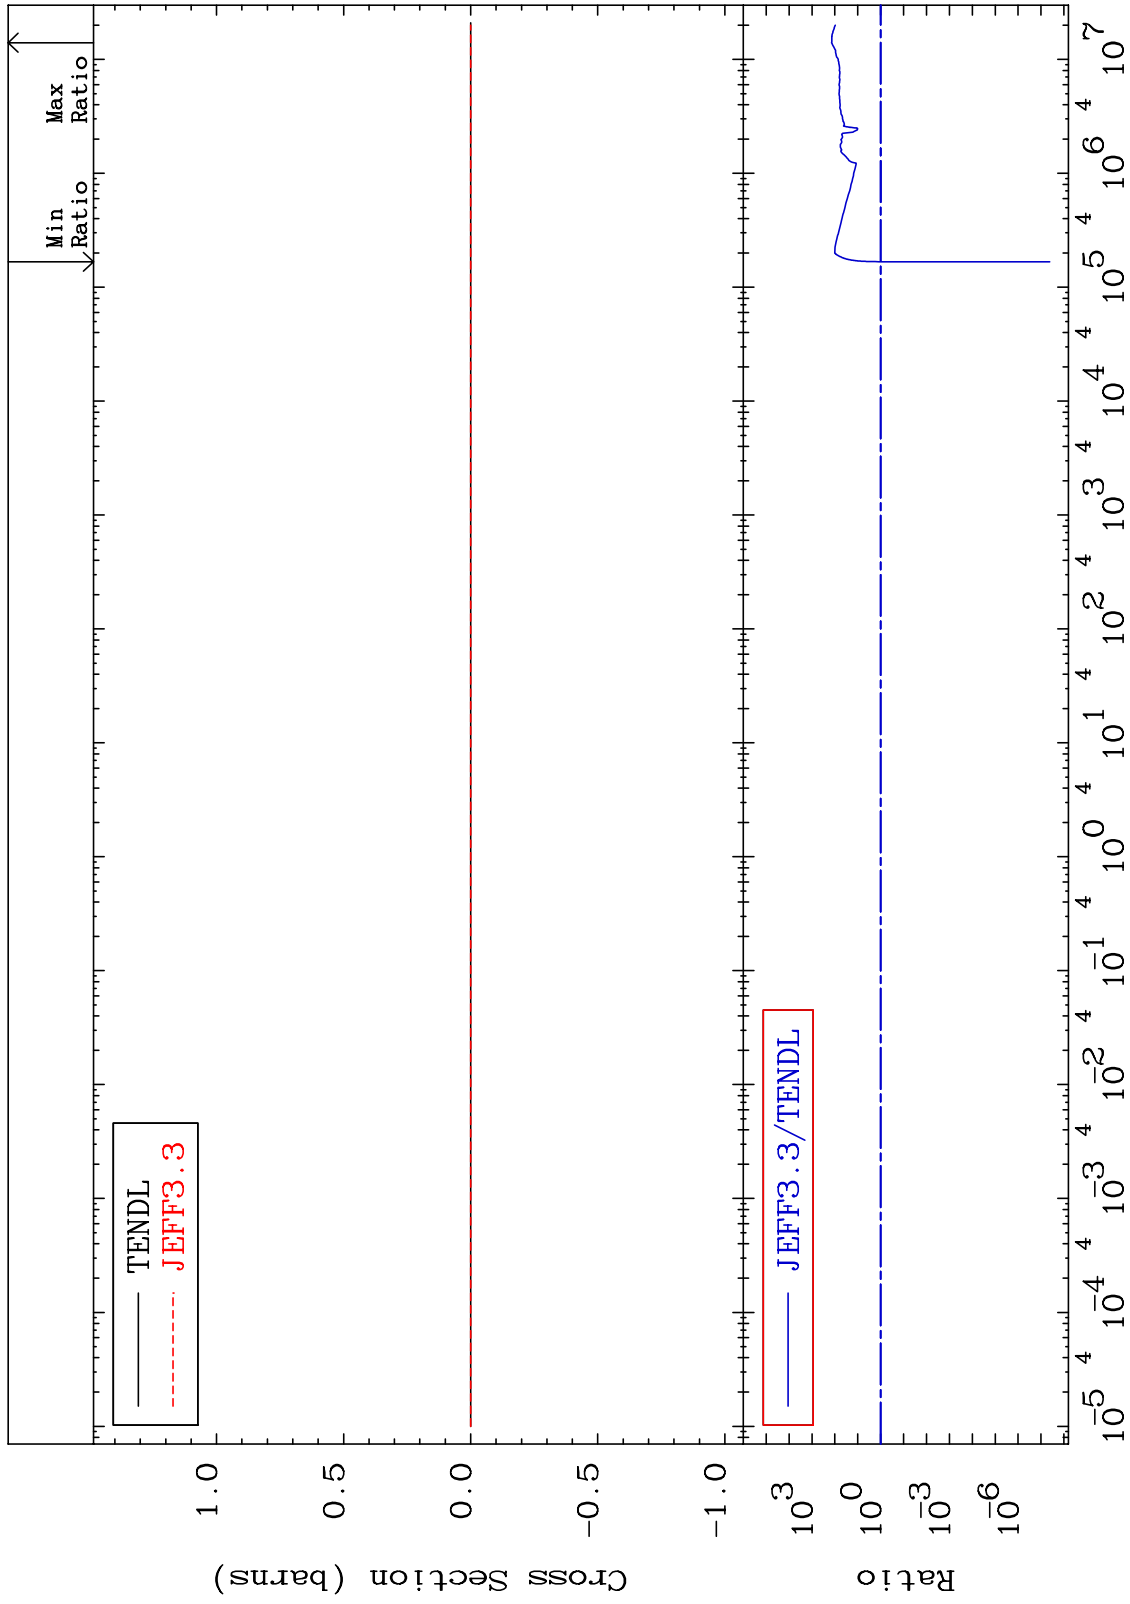 Min
Ratio
Max
Ratio
TENDL
JEFF3.3
Cross Section (barns)
1.0
0.5
0.0
-0.5
-1.0
JEFF3.3/TENDL
Ratio
10^3
10^0
10^-3
10^-6
10^-5 4 10^-4 4 10^-3 4 10^-2 4 10^-1 4 10^0 4 10^1 4 10^2 4 10^3 4 10^4 4 10^5 4 10^6 4 10^7